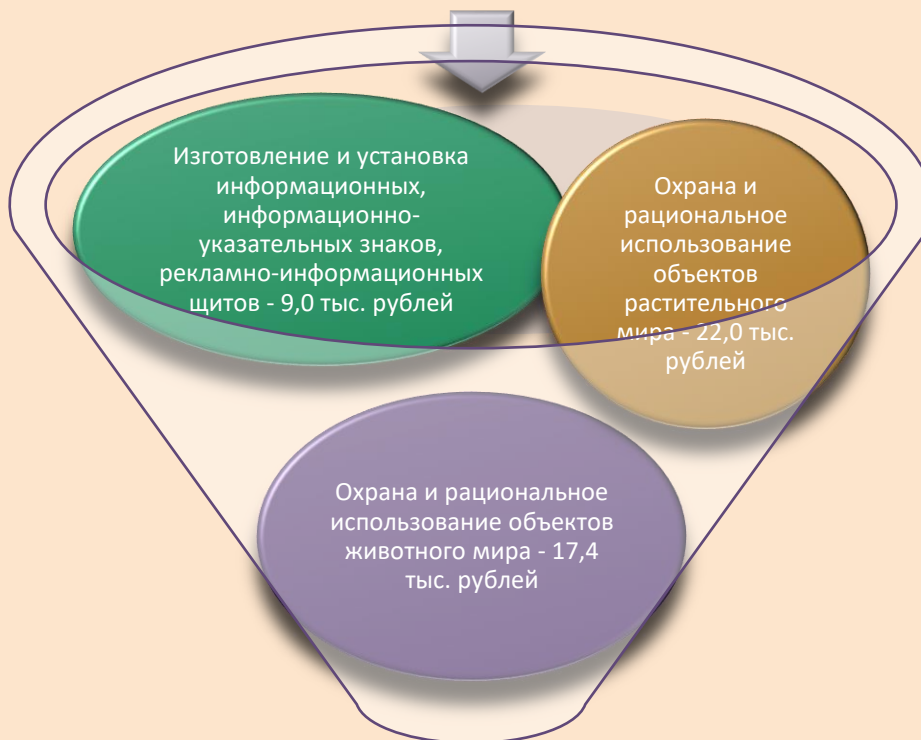 Изготовление и установка
информационных,
информационно-
указательных знаков,
рекламно-информационных
щитов - 9,0 тыс. рублей
Охрана и
рациональное
использование
объектов
растительного
мира - 22,0 тыс.
рублей
Охрана и рациональное
использование объектов
животного мира - 17,4
тыс. рублей